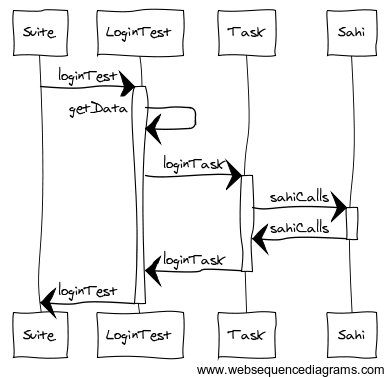 Suite LoginTest Task Sahi
loginTest
getData
loginTask
sahiCalls
sahiCalls
loginTask
loginTest
Suite LoginTest Task Sahi
www.websequencediagrams.com